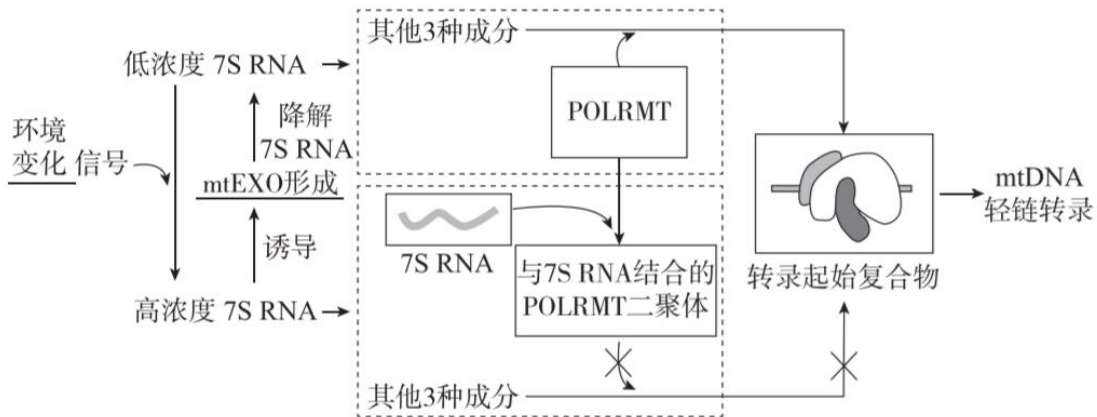 其他3种成分
低浓度 7S RNA
POLRMT
环境
变化 信号
降解
7S RNA
mtEXO形成
诱导
7S RNA
与7S RNA结合的
POLRMT二聚体
转录起始复合物
mtDNA
轻链转录
高浓度 7S RNA
其他3种成分